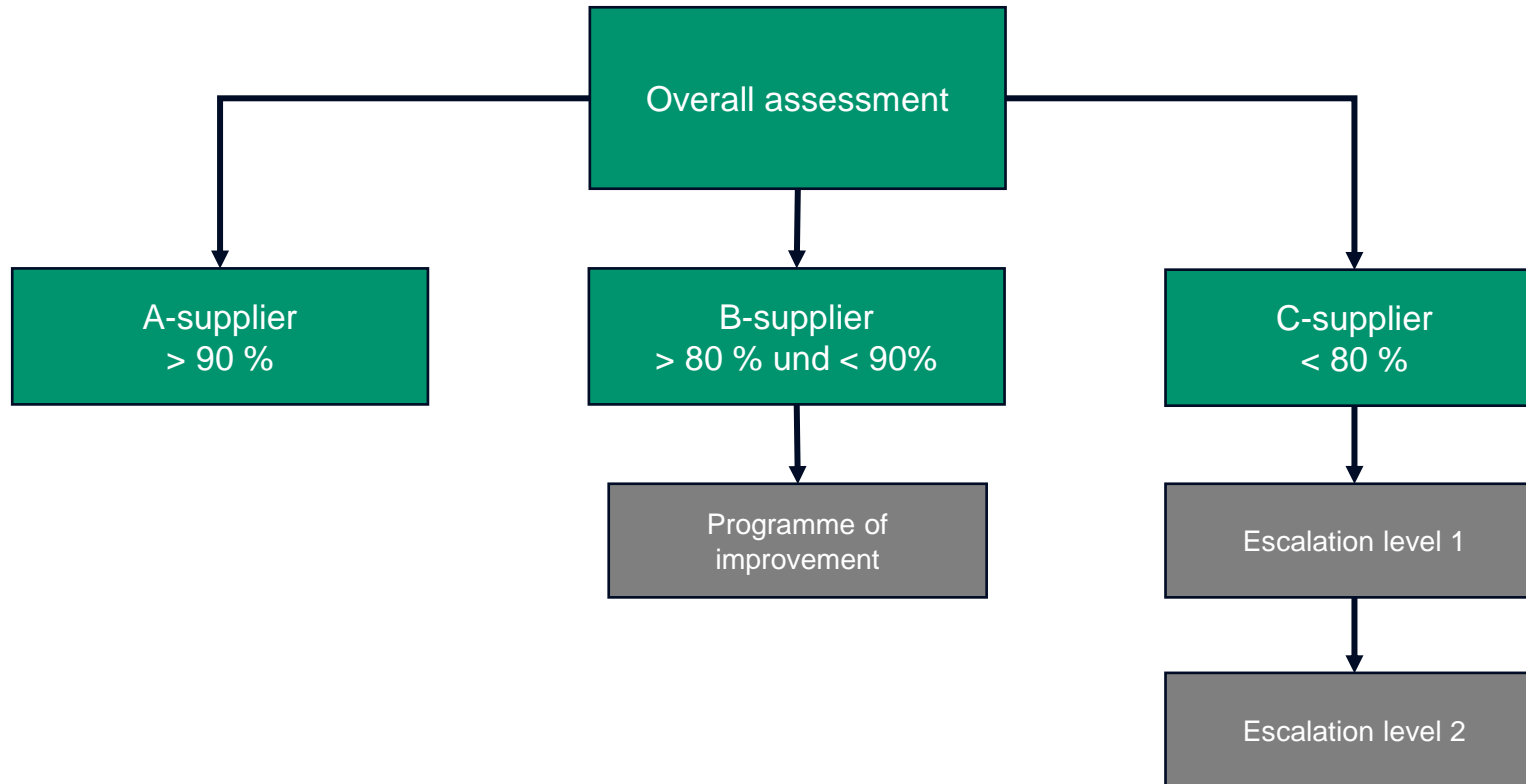 Overall assessment
A-supplier
> 90 %
B-supplier
> 80 % und < 90%
C-supplier
< 80 %
Programme of
improvement
Escalation level 1
Escalation level 2